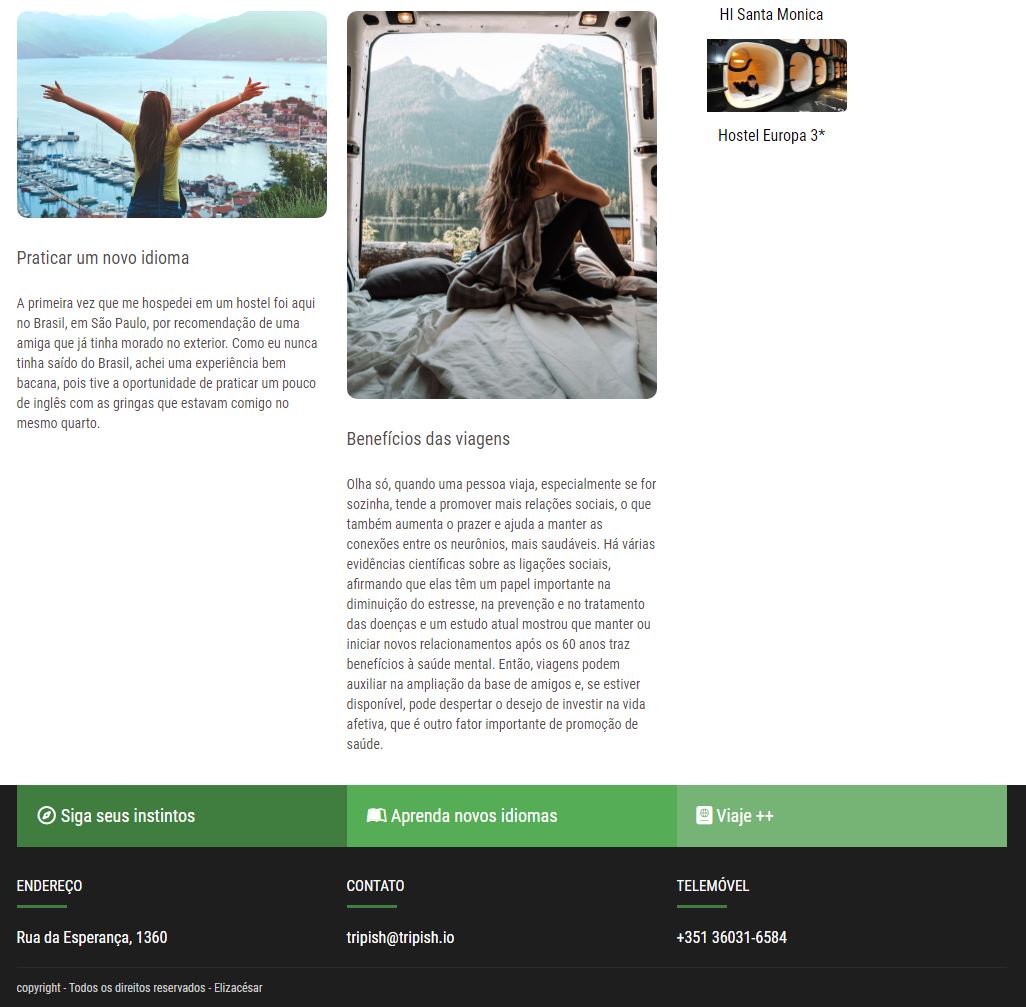 Praticar um novo idioma
A primeira vez que me hospedei em um hostel foi aqui
no Brasil, em São Paulo, por recomendação de uma
amiga que já tinha morado no exterior. Como eu nunca
tinha saído do Brasil, achei uma experiência bem
bacana, pois tive a oportunidade de praticar um pouco
de inglês com as gringas que estavam comigo no
mesmo quarto.
Benefícios das viagens
Olha só, quando uma pessoa viaja, especialmente se for
sozinha, tende a promover mais relações sociais, o que
também aumenta o prazer e ajuda a manter as
conexões entre os neurônios, mais saudáveis. Há várias
evidências científicas sobre as ligações sociais,
afirmando que elas têm um papel importante na
diminuição do estresse, na prevenção e no tratamento
das doenças e um estudo atual mostrou que manter ou
iniciar novos relacionamentos após os 60 anos traz
benefícios à saúde mental. Então, viagens podem
auxiliar na ampliação da base de amigos e, se estiver
disponível, pode despertar o desejo de investir na vida
afetiva, que é outro fator importante de promoção de
saúde.
HI Santa Monica
Hostel Europa 3*
Siga seus instintos
Aprenda novos idiomas
Viaje ++
ENDEREÇO
Rua da Esperança, 1360
CONTATO
tripish@tripish.io
TELEMÓVEL
+351 36031-6584
copyright - Todos os direitos reservados - Elizacésar